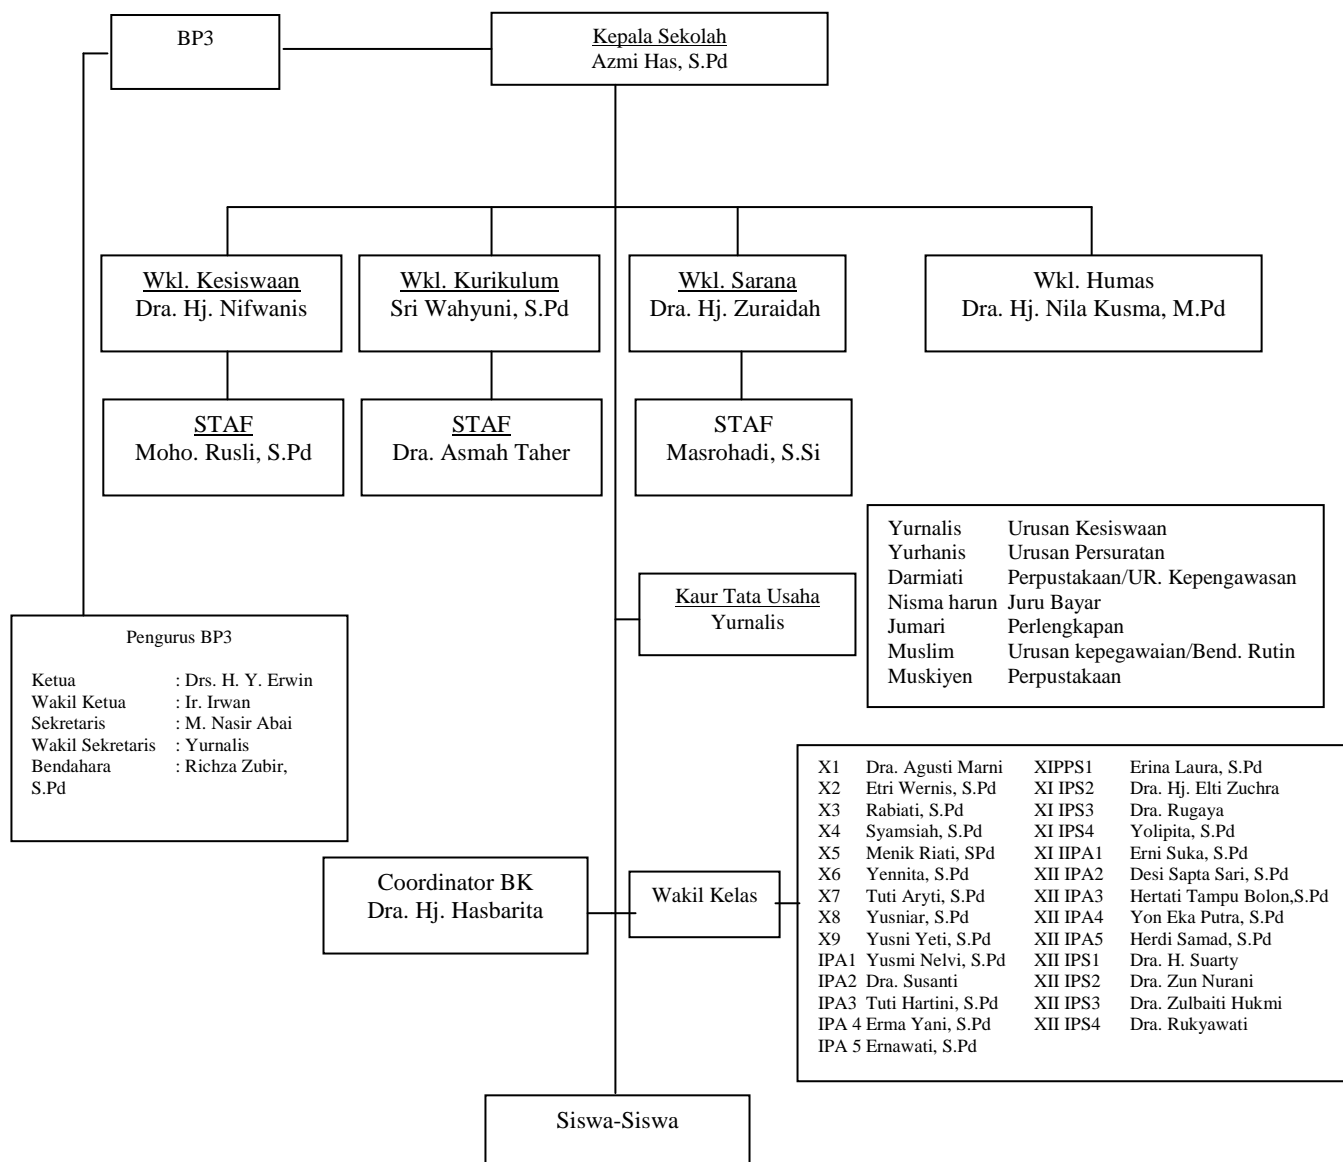 BP3
Kepala Sekolah
Azmi Has, S.Pd
Wkl. Kesiswaan
Dra. Hj. Nifwanis
Wkl. Kurikulum
Sri Wahyuni, S.Pd
Wkl. Sarana
Dra. Hj. Zuraidah
Wkl. Humas
Dra. Hj. Nila Kusma, M.Pd
STAF
Moho. Rusli, S.Pd
STAF
Dra. Asmah Taher
STAF
Masrohadi, S.Si
Yurnalis Urusan Kesiswaan
Yurhanis Urusan Persuratan
Darmiati Perpustakaan/UR. Kepengawasan
Nisma harun Juru Bayar
Jumari Perlengkapan
Muslim Urusan kepegawaian/Bend. Rutin
Muskiyen Perpustakaan
Kaur Tata Usaha
Yurnalis
Pengurus BP3
Ketua : Drs. H. Y. Erwin
Wakil Ketua : Ir. Irwan
Sekretaris : M. Nasir Abai
Wakil Sekretaris : Yurnalis
Bendahara : Richza Zubir,
S.Pd
X1 Dra. Agusti Marni XIPPS1 Erina Laura, S.Pd
X2 Etri Wernis, S.Pd XI IPS2 Dra. Hj. Elti Zuchra
X3 Rabiati, S.Pd XI IPS3 Dra. Rugaya
X4 Syamsiah, S.Pd XI IPS4 Yolipita, S.Pd
X5 Menik Riati, SPd XI IIPA1 Erni Suka, S.Pd
X6 Yennita, S.Pd XII IPA2 Desi Sapta Sari, S.Pd
X7 Tuti Aryti, S.Pd XII IPA3 Hertati Tampu Bolon,S.Pd
X8 Yusniar, S.Pd XII IPA4 Yon Eka Putra, S.Pd
X9 Yusni Yeti, S.Pd XII IPA5 Herdi Samad, S.Pd
IPA1 Yusmi Nelvi, S.Pd XII IPS1 Dra. H. Suarty
IPA2 Dra. Susanti XII IPS2 Dra. Zun Nurani
IPA3 Tuti Hartini, S.Pd XII IPS3 Dra. Zulbaiti Hukmi
IPA 4 Erma Yani, S.Pd XII IPS4 Dra. Rukyawati
IPA 5 Ernawati, S.Pd
Coordinator BK
Dra. Hj. Hasbarita
Wakil Kelas
Siswa-Siswa